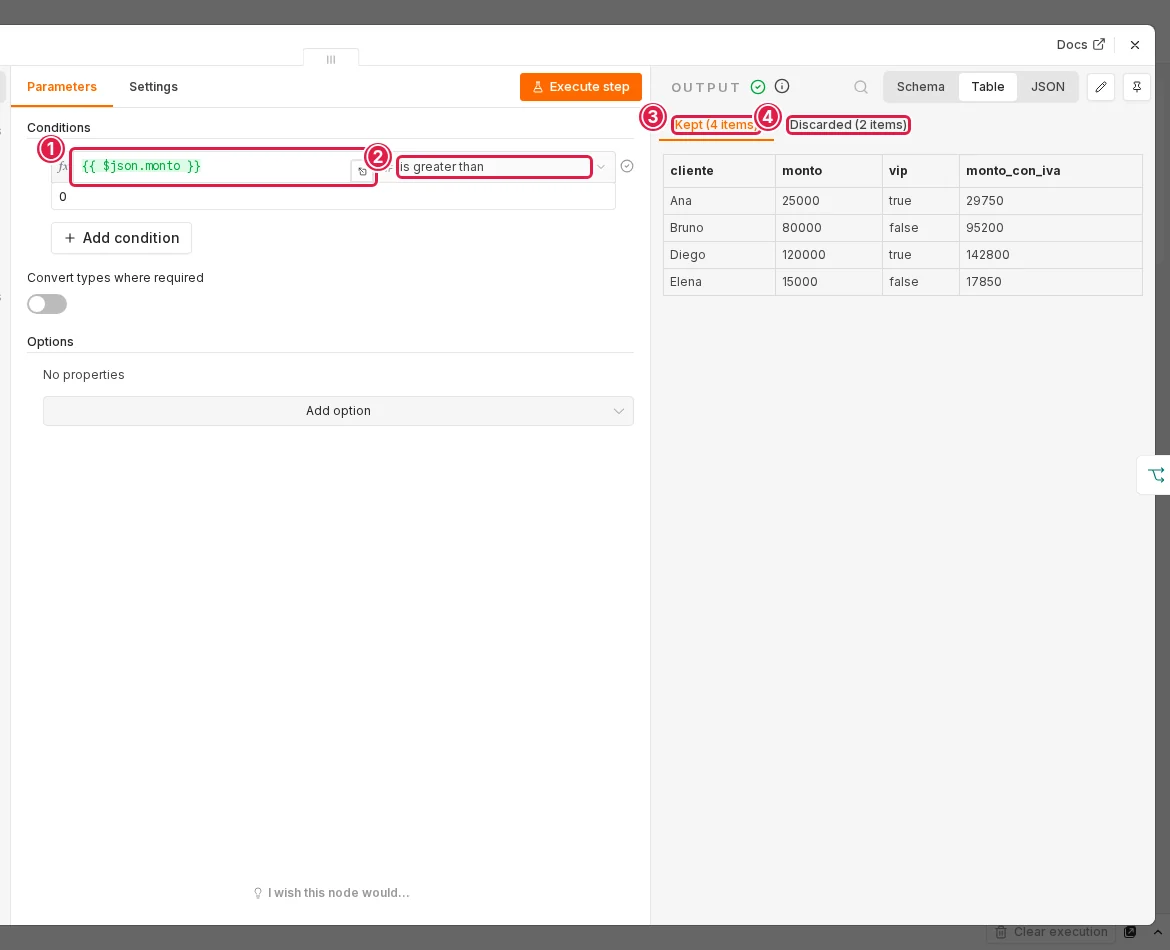 Docs
Parameters
Settings
Execute step
OUTPUT
Schema
Table
JSON
3
Kept (4 items)
4
Discarded (2 items)
Conditions
1
fx
{{ $json.monto }}
2
is greater than
0
Add condition
Convert types where required
Options
No properties
Add option
cliente monto vip monto_con_iva
Ana 25000 true 29750
Bruno 80000 false 95200
Diego 120000 true 142800
Elena 15000 false 17850
I wish this node would...
Clear execution